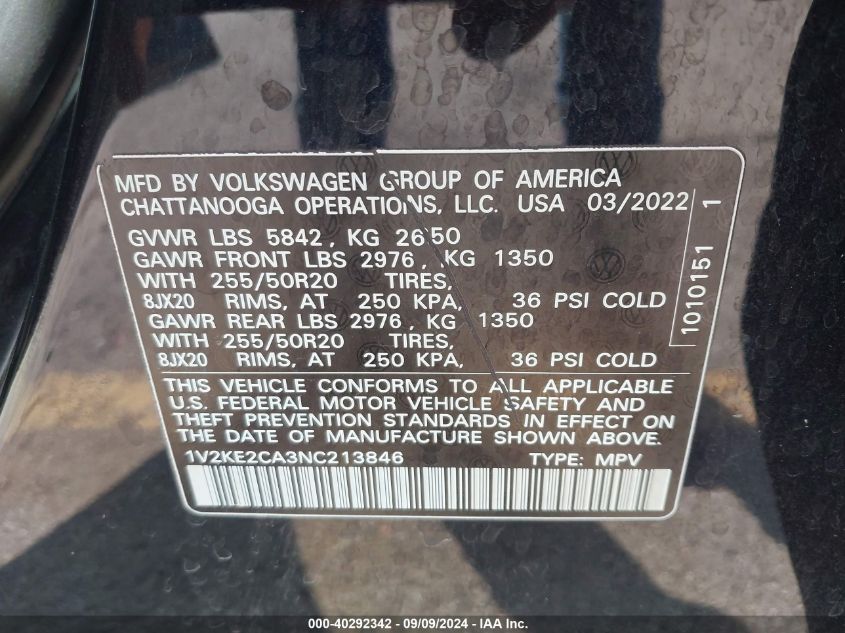 MFD BY VOLKSWAGEN GROUP OF AMERICA
CHATTANOOGA OPERATIONS, LLC. USA 03/2022
GVWR LBS 5842, KG 2650
GAWR FRONT LBS 2976, KG 1350
WITH 255/50R20 TIRES,
8JX20 RIMS, AT 250 KPA, 36 PSI COLD
GAWR REAR LBS 2976, KG 1350
WITH 255/50R20 TIRES,
8JX20 RIMS, AT 250 KPA, 36 PSI COLD
THIS VEHICLE CONFORMS TO ALL APPLICABLE
U.S. FEDERAL MOTOR VEHICLE SAFETY AND
THEFT PREVENTION STANDARDS IN EFFECT ON
THE DATE OF MANUFACTURE SHOWN ABOVE.
1V2KE2CA3NC213846 TYPE: MPV
1010151 1
000-40292342 - 09/09/2024 - IAA Inc.